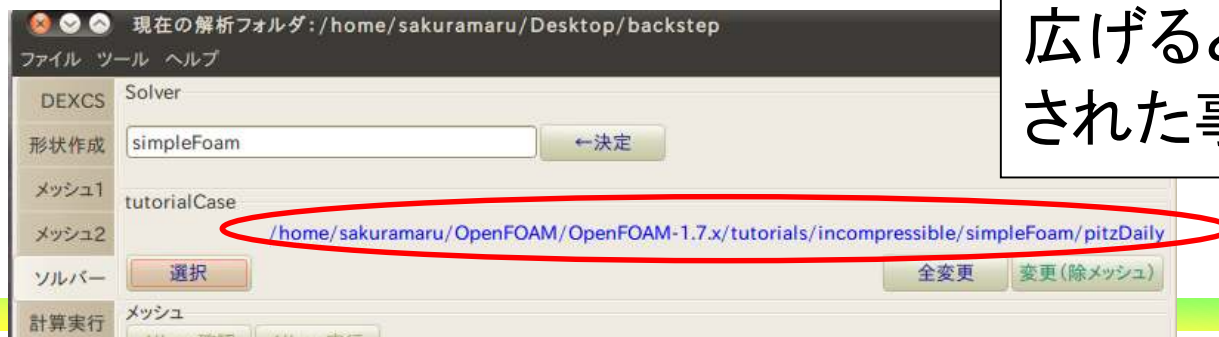 現在の解析フォルダ:/home/sakuramaru/Desktop/backstep
広げる
された
ファイル ツール ヘルプ
DEXCS
Solver
形状作成
simpleFoam
←決定
メッシュ1
tutorialCase
メッシュ2
/home/sakuramaru/OpenFOAM/OpenFOAM-1.7.x/tutorials/incompressible/simpleFoam/pitzDaily
ソルバー
選択
全変更
変更(除メッシュ)
計算実行
メッシュ